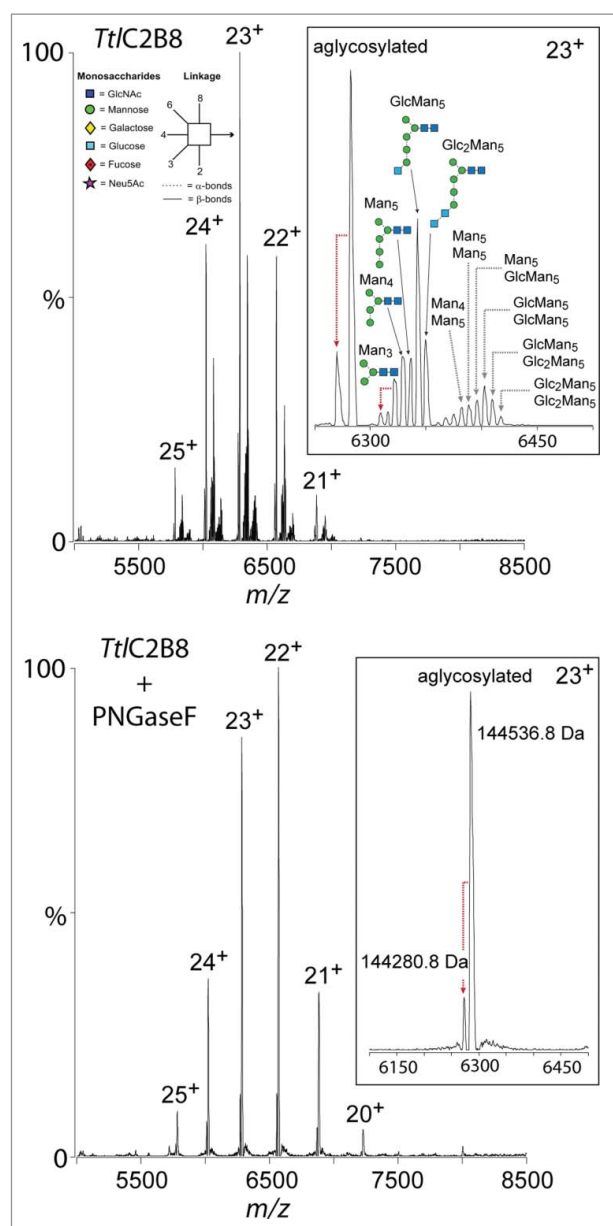 TtlC2B8
100
23+
Monosaccharides
Linkage
= GlcNAc
= Mannose
= Galactose
= Glucose
= Fucose
= Neu5Ac
6
8
4
3
2
= α-bonds
= β-bonds
24+
22+
25+
21+
%
0
5500
6500
7500
8500
m/z
aglycosylated
23+
GlcMan5
Glc2Man5
Man5
Man4
Man3
Man5
Man5
Man4
Man5
Man5
GlcMan5
GlcMan5
GlcMan5
GlcMan5
Glc2Man5
Glc2Man5
Glc2Man5
6300
6450
TtlC2B8
+
PNGaseF
100
22+
23+
24+
21+
25+
20+
%
0
5500
6500
7500
8500
m/z
aglycosylated
23+
144536.8 Da
144280.8 Da
6150
6300
6450